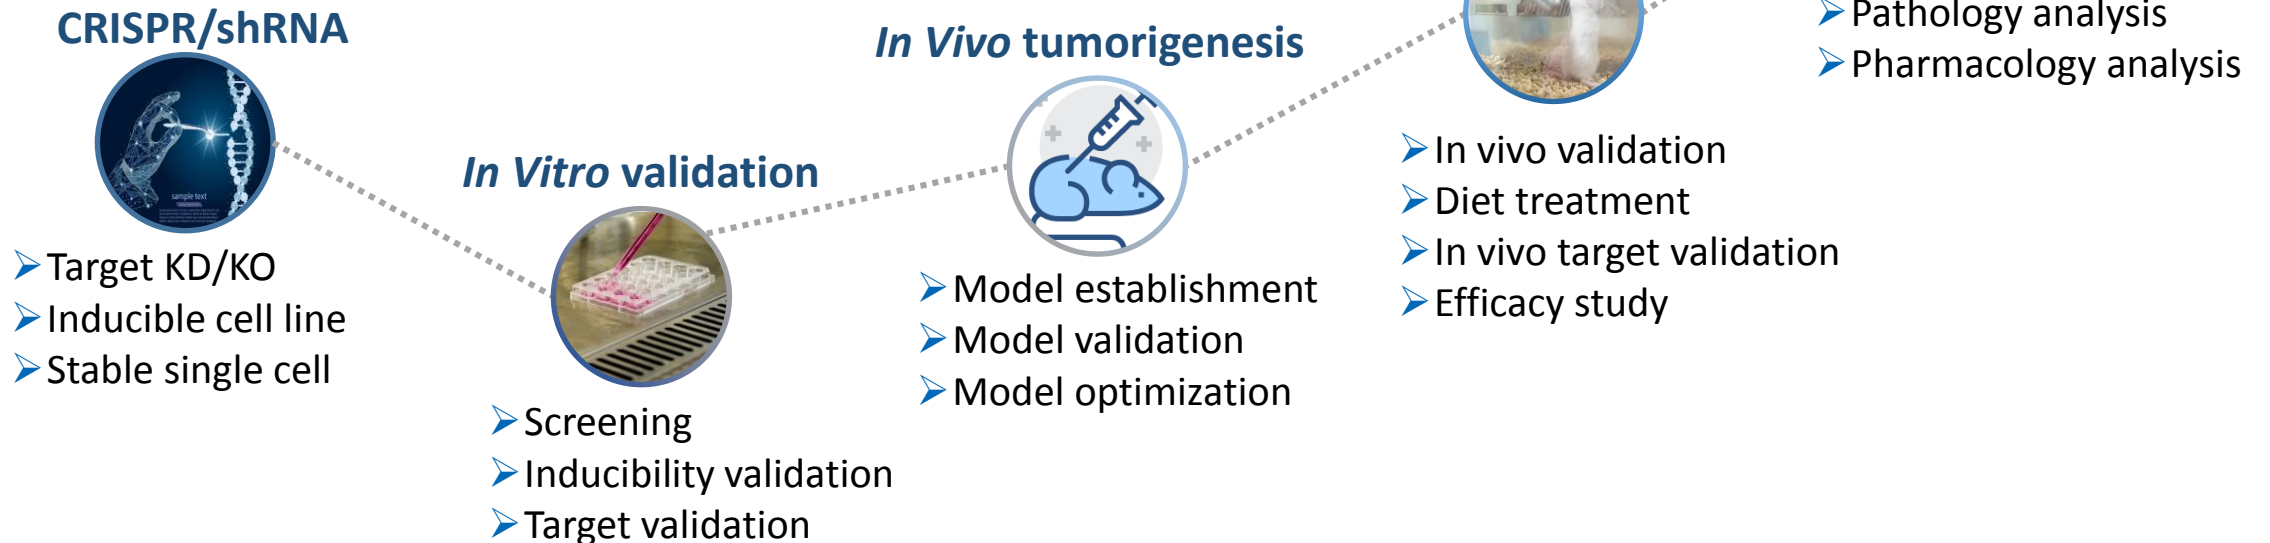 CRISPR/shRNA
sample text
➢Target KD/KO
➢Inducible cell line
➢Stable single cell
In Vitro validation
➢Screening
➢Inducibility validation
➢Target validation
In Vivo tumorigenesis
➢Model establishment
➢Model validation
➢Model optimization
➢In vivo validation
➢Diet treatment
➢In vivo target validation
➢Efficacy study
➢Pathology analysis
➢Pharmacology analysis